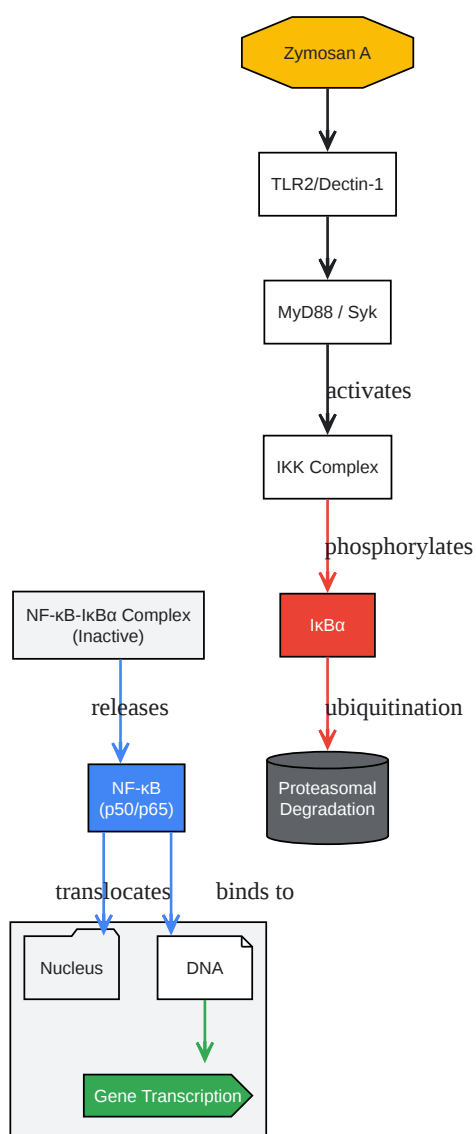 Zymosan A
TLR2/Dectin-1
MyD88 / Syk
activates
IKK Complex
phosphorylates
NF-κB-IκBα Complex
(Inactive)
IκBα
releases
ubiquitination
NF-κB
(p50/p65)
Proteasomal
Degradation
translocates
binds to
Nucleus
DNA
Gene Transcription